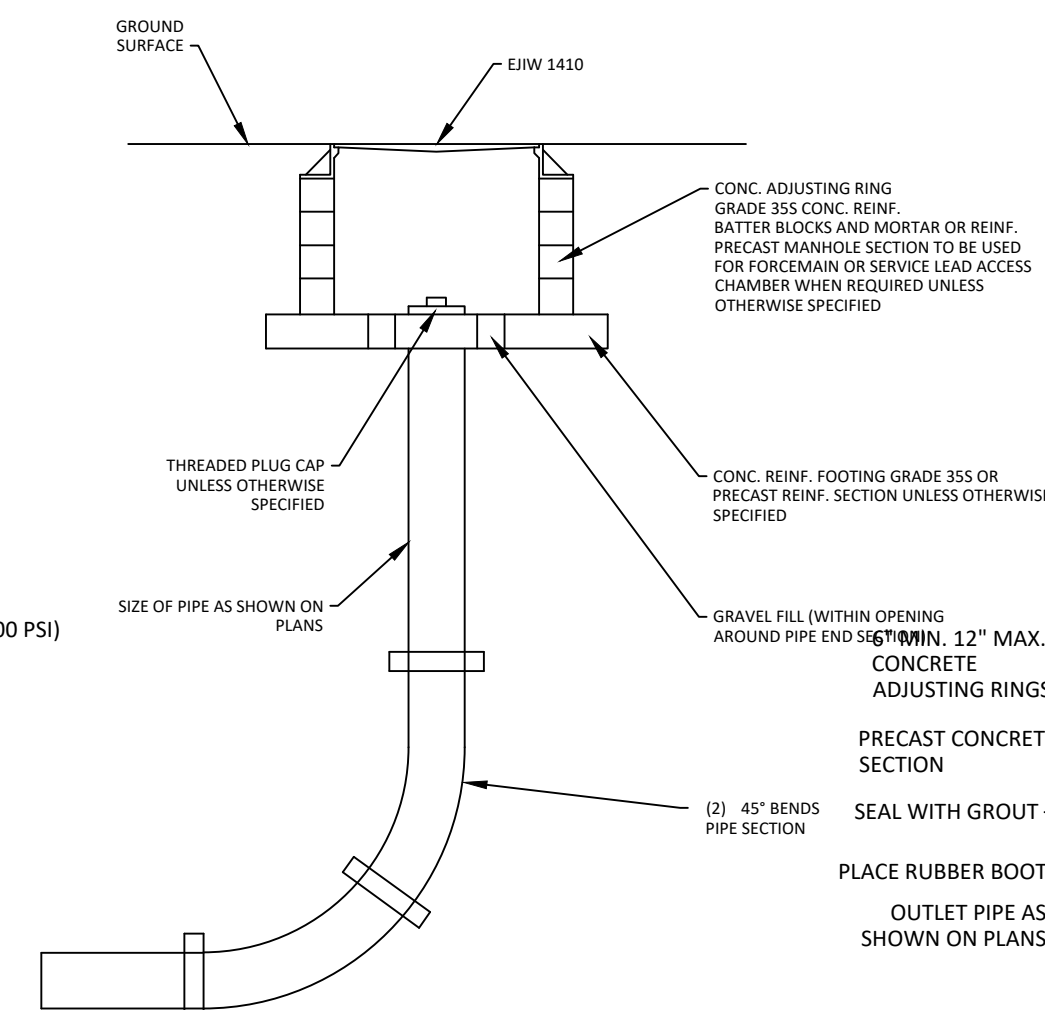 GROUND
SURFACE
EJIW 1410
CONC. ADJUSTING RING
GRADE 35S CONC. REINF.
BATTER BLOCKS AND MORTAR OR REINF.
PRECAST MANHOLE SECTION TO BE USED
FOR FORCEMAIN OR SERVICE LEAD ACCESS
CHAMBER WHEN REQUIRED UNLESS
OTHERWISE SPECIFIED
THREADED PLUG CAP
UNLESS OTHERWISE
SPECIFIED
CONC. REINF. FOOTING GRADE 35S OR
PRECAST REINF. SECTION UNLESS OTHERWISE
SPECIFIED
SIZE OF PIPE AS SHOWN ON
PLANS
00 PSI)
GRAVEL FILL (WITHIN OPENING
AROUND PIPE END SECTION)
6" MIN. 12" MAX.
CONCRETE
ADJUSTING RINGS
PRECAST CONCRET
SECTION
(2) 45° BENDS
PIPE SECTION
SEAL WITH GROUT
PLACE RUBBER BOOT
OUTLET PIPE AS
SHOWN ON PLANS